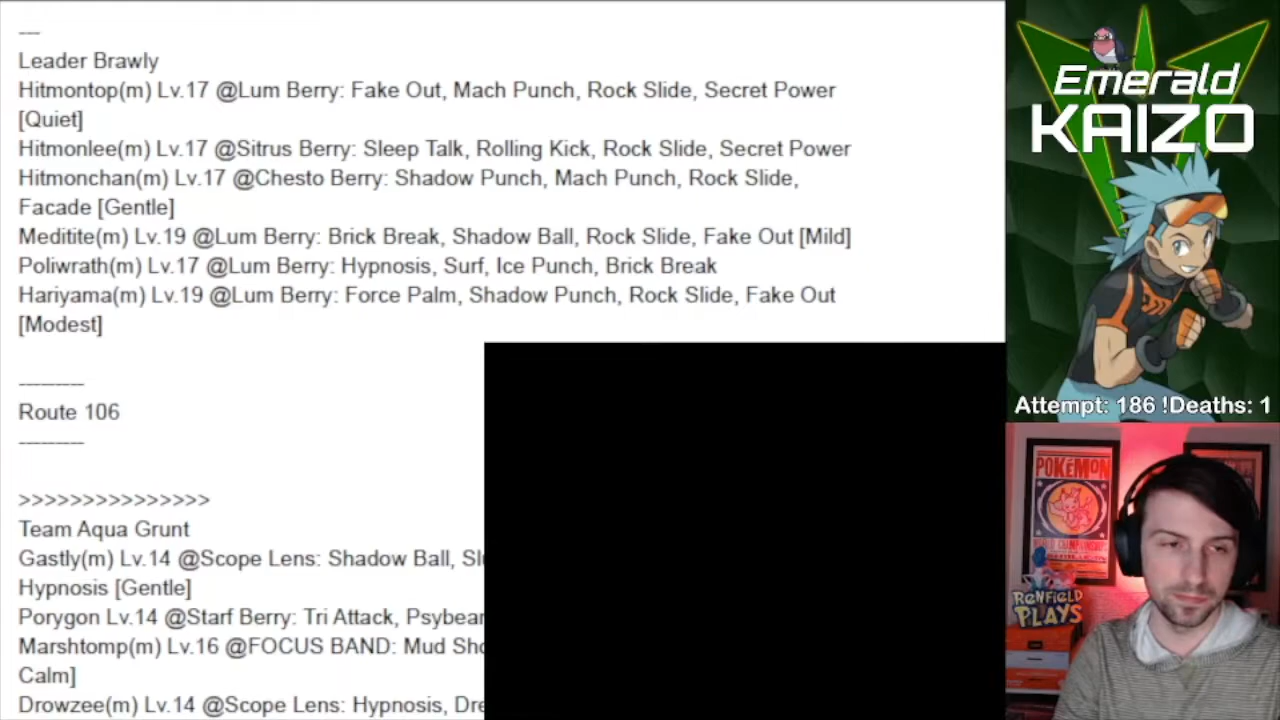 ---
Leader Brawly
Hitmontop(m) Lv.17 @Lum Berry: Fake Out, Mach Punch, Rock Slide, Secret Power
[Quiet]
Hitmonlee(m) Lv.17 @Sitrus Berry: Sleep Talk, Rolling Kick, Rock Slide, Secret Power
Hitmonchan(m) Lv.17 @Chesto Berry: Shadow Punch, Mach Punch, Rock Slide,
Facade [Gentle]
Meditite(m) Lv.19 @Lum Berry: Brick Break, Shadow Ball, Rock Slide, Fake Out [Mild]
Poliwrath(m) Lv.17 @Lum Berry: Hypnosis, Surf, Ice Punch, Brick Break
Hariyama(m) Lv.19 @Lum Berry: Force Palm, Shadow Punch, Rock Slide, Fake Out
[Modest]
---------
Route 106
---------
>>>>>>>>>>>>>>>
Team Aqua Grunt
Gastly(m) Lv.14 @Scope Lens: Shadow Ball,
Hypnosis [Gentle]
Porygon Lv.14 @Starf Berry: Tri Attack, Psybeam
Marshtomp(m) Lv.16 @FOCUS BAND: Mud
Calm]
Drowzee(m) Lv.14 @Scope Lens: Hypnosis,
Emerald
KAIZO
Attempt: 186 !Deaths: 1
POKÉMON
WORLD CHAMPIONSHIPS
RENFIELD
PLAYS